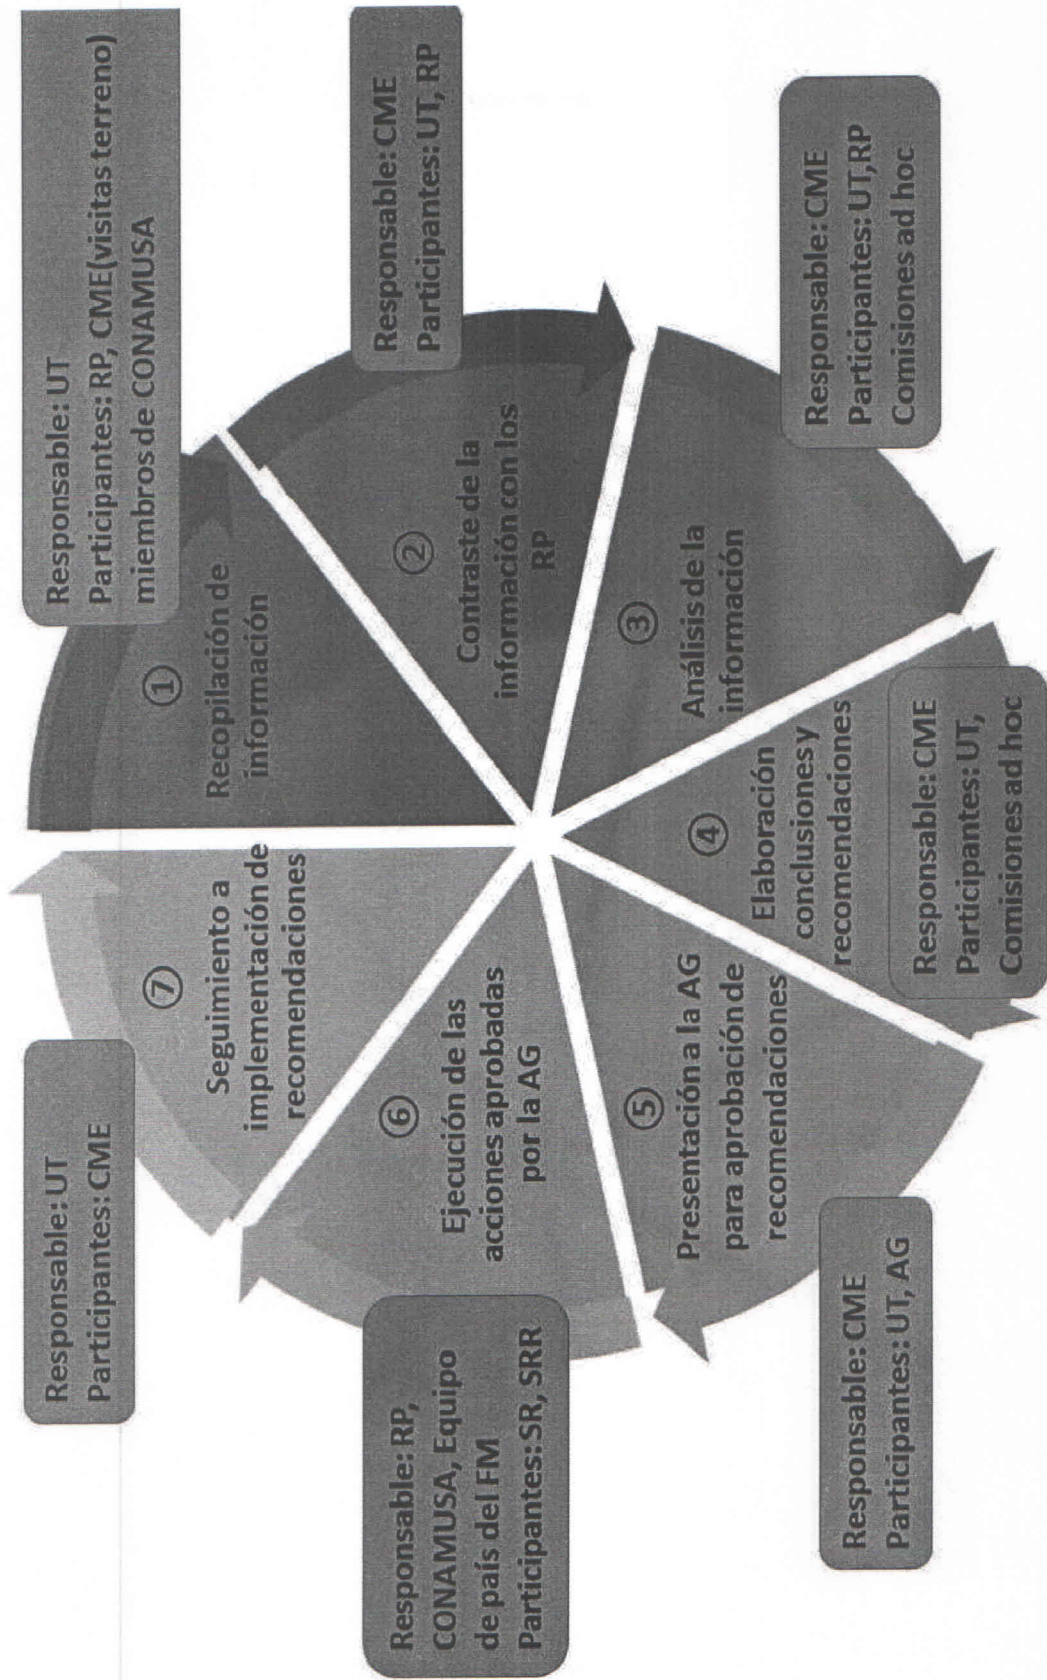 Responsable: UT
Participantes: RP, CME(visitas terreno)
miembros de CONAMUSA
①
Recopilación de
información
Responsable: CME
Participantes: UT, RP
②
Contraste de la
información con los
RP
Responsable: CME
Participantes: UT,RP
Comisiones ad hoc
③
Análisis de la
información
④
Elaboración
conclusiones y
recomendaciones
Responsable: CME
Participantes: UT,
Comisiones ad hoc
⑤
Presentación a la AG
para aprobación de
recomendaciones
Responsable: CME
Participantes: UT, AG
⑥
Ejecución de las
acciones aprobadas
por la AG
Responsable: RP,
CONAMUSA, Equipo
de país del FM
Participantes: SR, SRR
⑦
Seguimiento a
implementación de
recomendaciones
Responsable: UT
Participantes: CME